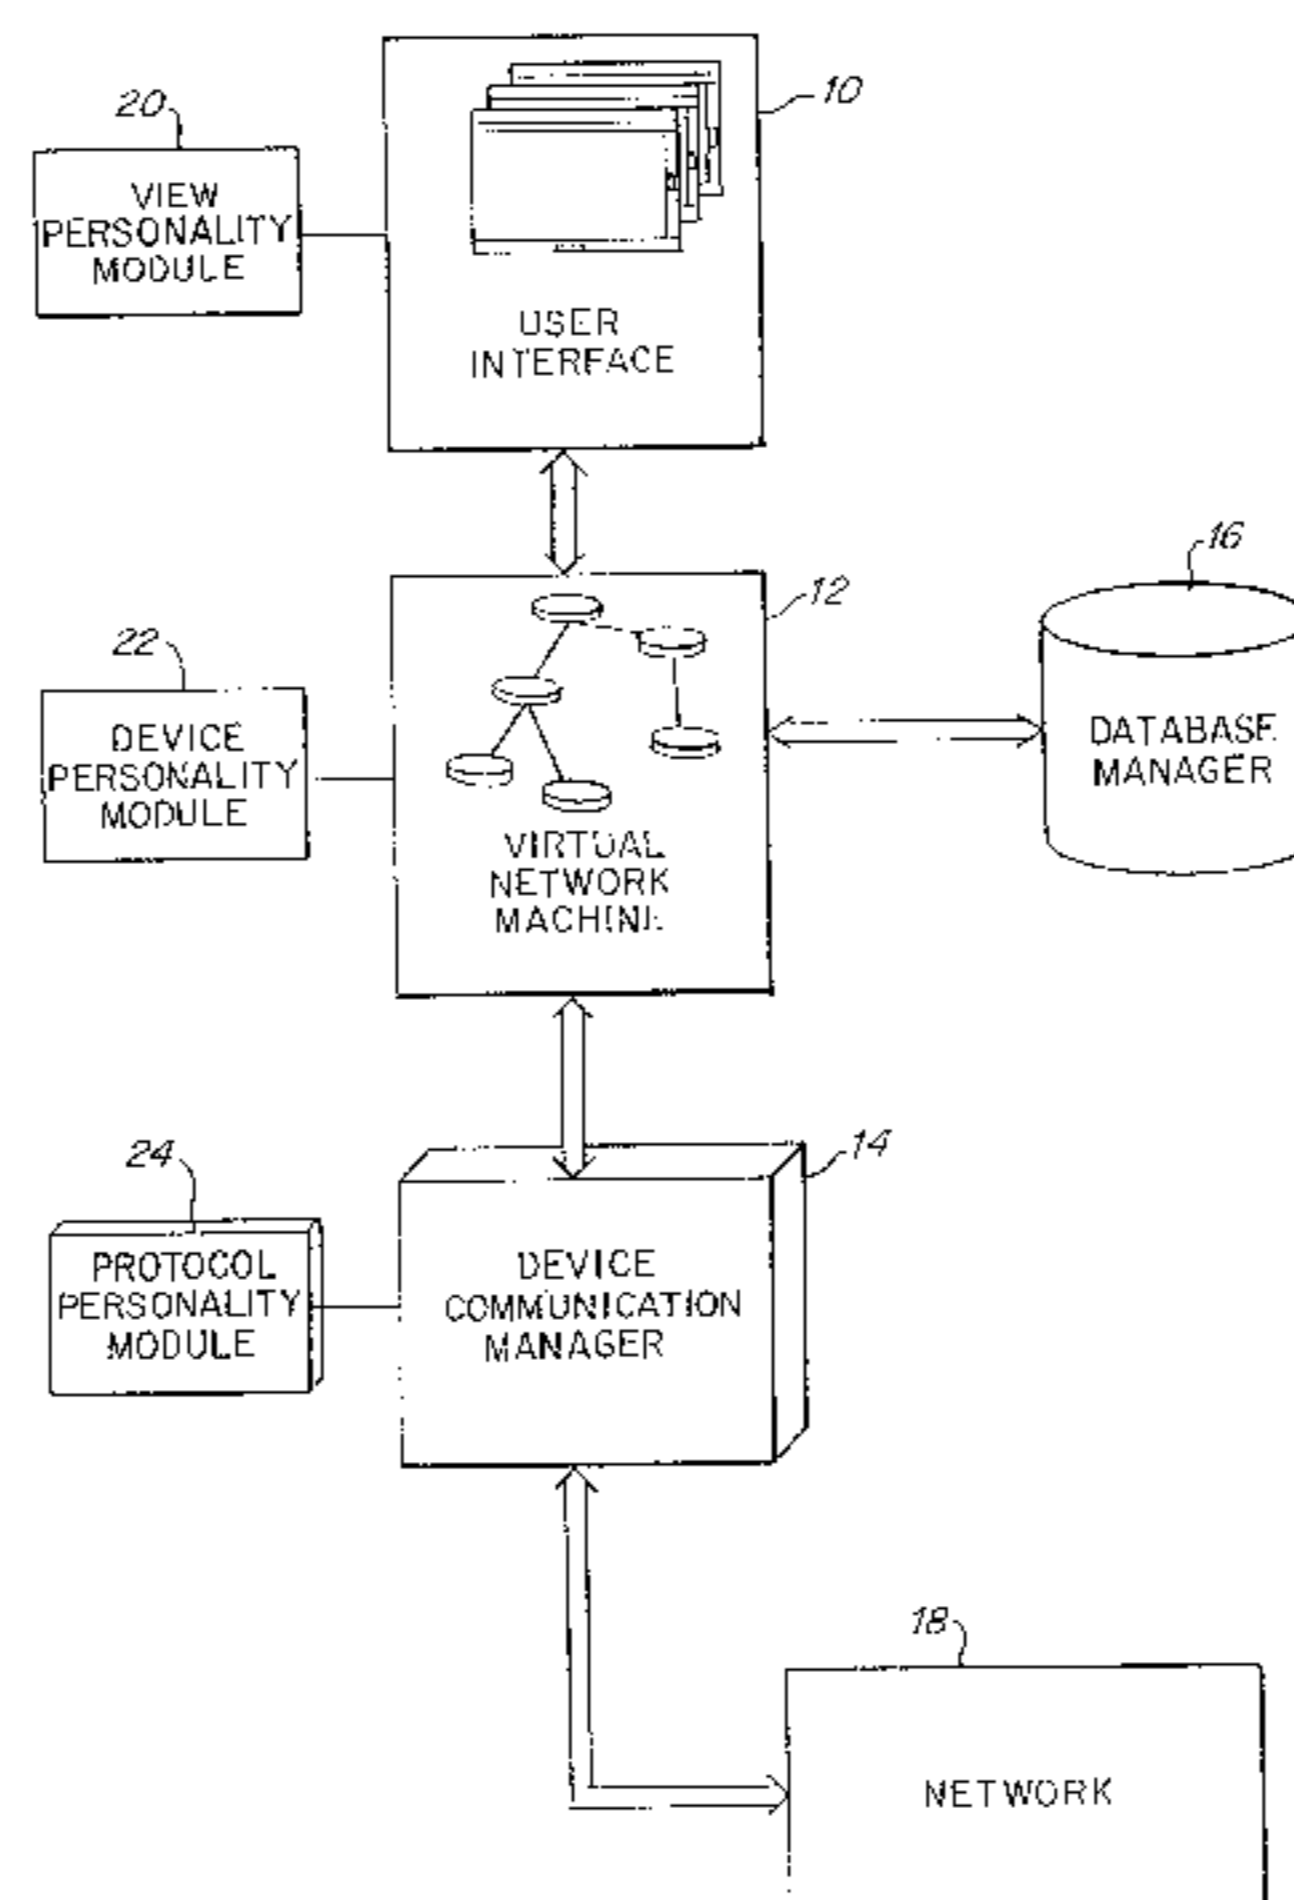 10
20
VIEW
PERSONALITY
MODULE
USER
INTERFACE
16
12
22
DEVICE
PERSONALITY
MODULE
DATABASE
MANAGER
VIRTUAL
NETWORK
MACHINE
24
14
PROTOCOL
PERSONALITY
MODULE
DEVICE
COMMUNICATION
MANAGER
18
NETWORK